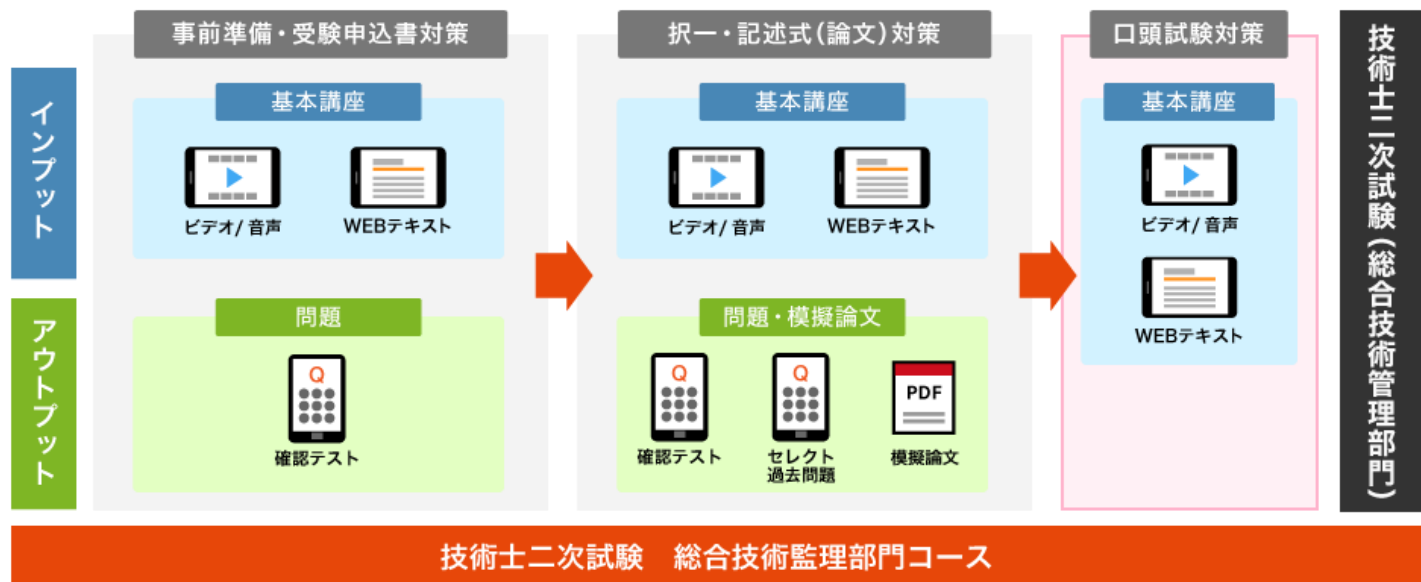 事前準備・受験申込書対策
択一・記述式(論文)対策
口頭試験対策
技術士二次試験(総合技術管理部門)
インプット
基本講座
ビデオ/音声
WEBテキスト
基本講座
ビデオ/音声
WEBテキスト
基本講座
ビデオ/音声
WEBテキスト
アウトプット
問題
Q
確認テスト
問題・模擬論文
Q
確認テスト
Q
セレクト
過去問題
PDF
模擬論文
技術士二次試験 総合技術監理部門コース